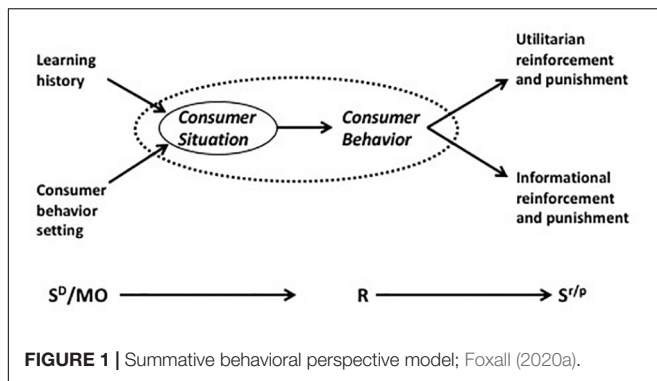 Learning
history
Consumer
behavior
setting
Consumer
Situation
Consumer
Behavior
Utilitarian
reinforcement
and punishment
Informational
reinforcement
and punishment
S^D/MO R S^r/p
FIGURE 1 | Summative behavioral perspective model; Foxall (2020a).